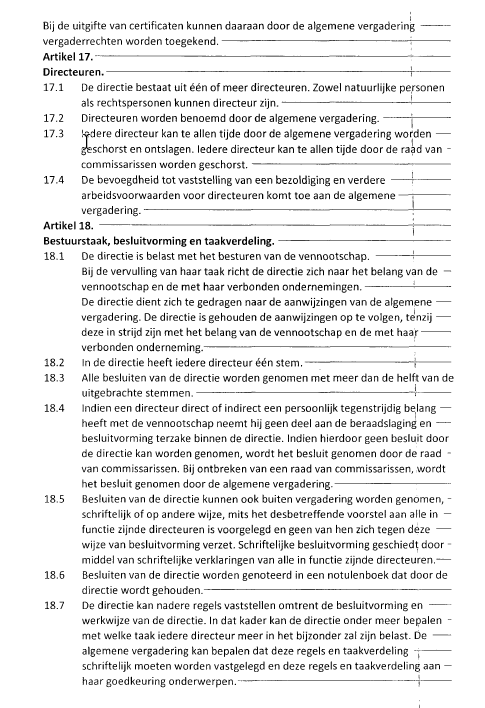 Bij de uitgifte van certificaten kunnen daaraan door de algemene vergadering
vergaderrechten worden toegekend.
Artikel 17.
Directeuren.
17.1 De directie bestaat uit één of meer directeuren. Zowel natuurlijke personen
als rechtspersonen kunnen directeur zijn.
17.2 Directeuren worden benoemd door de algemene vergadering.
17.3 Iedere directeur kan te allen tijde door de algemene vergadering worden
geschorst en ontslagen. Iedere directeur kan te allen tijde door de raad van
commissarissen worden geschorst.
17.4 De bevoegdheid tot vaststelling van een bezoldiging en verdere
arbeidsvoorwaarden voor directeuren komt toe aan de algemene
vergadering.
Artikel 18.
Bestuurstaak, besluitvorming en taakverdeling.
18.1 De directie is belast met het besturen van de vennootschap.
Bij de vervulling van haar taak richt de directie zich naar het belang van de
vennootschap en de met haar verbonden ondernemingen.
De directie dient zich te gedragen naar de aanwijzingen van de algemene
vergadering. De directie is gehouden de aanwijzingen op te volgen, tenzij
deze in strijd zijn met het belang van de vennootschap en de met haar
verbonden onderneming.
18.2 In de directie heeft iedere directeur één stem.
18.3 Alle besluiten van de directie worden genomen met meer dan de helft van de
uitgebrachte stemmen.
18.4 Indien een directeur direct of indirect een persoonlijk tegenstrijdig belang
heeft met de vennootschap neemt hij geen deel aan de beraadslaging en
besluitvorming terzake binnen de directie. Indien hierdoor geen besluit door
de directie kan worden genomen, wordt het besluit genomen door de raad
van commissarissen. Bij ontbreken van een raad van commissarissen, wordt
het besluit genomen door de algemene vergadering.
18.5 Besluiten van de directie kunnen ook buiten vergadering worden genomen,
schriftelijk of op andere wijze, mits het desbetreffende voorstel aan alle in
functie zijnde directeuren is voorgelegd en geen van hen zich tegen deze
wijze van besluitvorming verzet. Schriftelijke besluitvorming geschiedt door
middel van schriftelijke verklaringen van alle in functie zijnde directeuren.
18.6 Besluiten van de directie worden genoteerd in een notulenboek dat door de
directie wordt gehouden.
18.7 De directie kan nadere regels vaststellen omtrent de besluitvorming en
werkwijze van de directie. In dat kader kan de directie onder meer bepalen
met welke taak iedere directeur meer in het bijzonder zal zijn belast. De
algemene vergadering kan bepalen dat deze regels en taakverdeling
schriftelijk moeten worden vastgelegd en deze regels en taakverdeling aan
haar goedkeuring onderwerpen.